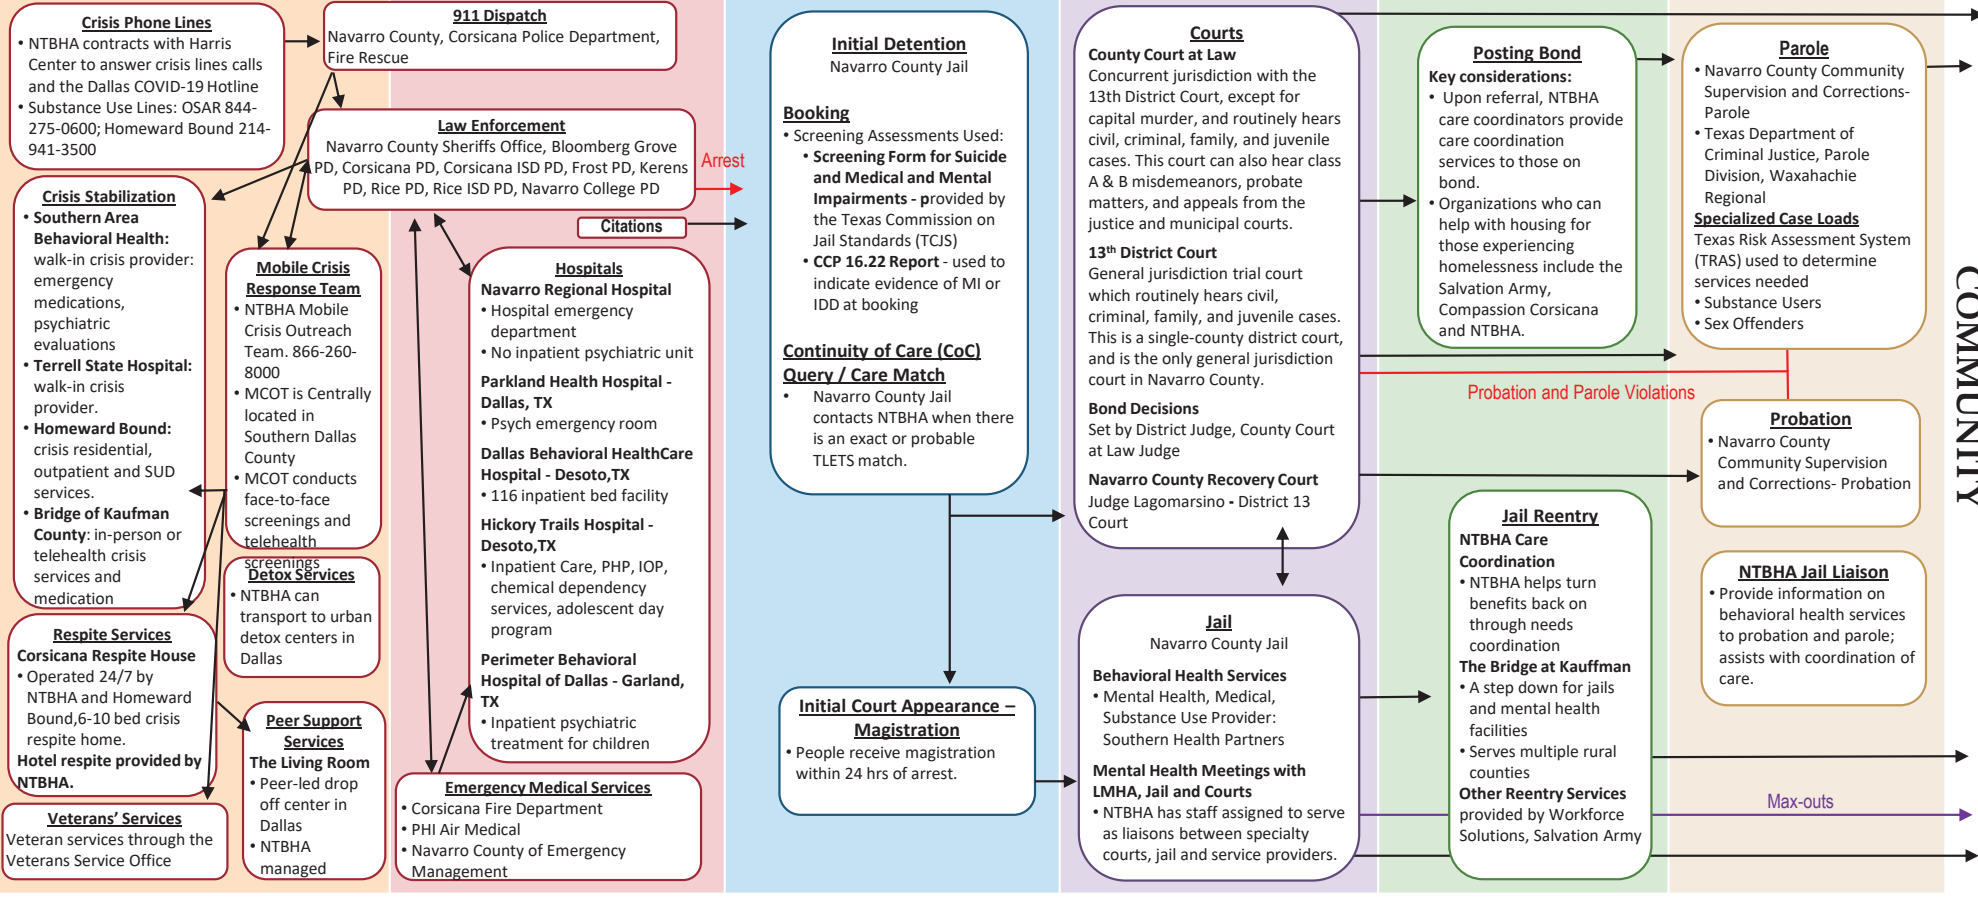 Crisis Phone Lines
• NTBHA contracts with Harris
Center to answer crisis lines calls
and the Dallas COVID-19 Hotline
• Substance Use Lines: OSAR 844-
275-0600; Homeward Bound 214-
941-3500
911 Dispatch
Navarro County, Corsicana Police Department,
Fire Rescue
Law Enforcement
Navarro County Sheriffs Office, Bloomberg Grove
PD, Corsicana PD, Corsicana ISD PD, Frost PD, Kerens
PD, Rice PD, Rice ISD PD, Navarro College PD
Arrest
Citations
Crisis Stabilization
• Southern Area
Behavioral Health:
walk-in crisis provider:
emergency
medications,
psychiatric
evaluations
• Terrell State Hospital:
walk-in crisis
provider.
• Homeward Bound:
crisis residential,
outpatient and SUD
services.
• Bridge of Kaufman
County: in-person or
telehealth crisis
services and
medication
Mobile Crisis
Response Team
• NTBHA Mobile
Crisis Outreach
Team. 866-260-
8000
• MCOT is Centrally
located in
Southern Dallas
County
• MCOT conducts
face-to-face
screenings and
telehealth
screenings
Detox Services
• NTBHA can
transport to urban
detox centers in
Dallas
Respite Services
Corsicana Respite House
• Operated 24/7 by
NTBHA and Homeward
Bound,6-10 bed crisis
respite home.
Hotel respite provided by
NTBHA.
Peer Support
Services
The Living Room
• Peer-led drop
off center in
Dallas
• NTBHA
managed
Veterans' Services
Veteran services through the
Veterans Service Office
Hospitals
Navarro Regional Hospital
• Hospital emergency
department
• No inpatient psychiatric unit
Parkland Health Hospital -
Dallas, TX
• Psych emergency room
Dallas Behavioral HealthCare
Hospital - Desoto,TX
• 116 inpatient bed facility
Hickory Trails Hospital -
Desoto,TX
• Inpatient Care, PHP, IOP,
chemical dependency
services, adolescent day
program
Perimeter Behavioral
Hospital of Dallas - Garland,
TX
• Inpatient psychiatric
treatment for children
Emergency Medical Services
• Corsicana Fire Department
• PHI Air Medical
• Navarro County of Emergency
Management
Initial Detention
Navarro County Jail
Booking
• Screening Assessments Used:
• Screening Form for Suicide
and Medical and Mental
Impairments - provided by
the Texas Commission on
Jail Standards (TCJS)
• CCP 16.22 Report - used to
indicate evidence of MI or
IDD at booking
Continuity of Care (CoC)
Query / Care Match
• Navarro County Jail
contacts NTBHA when there
is an exact or probable
TLETS match.
Initial Court Appearance –
Magistration
• People receive magistration
within 24 hrs of arrest.
Courts
County Court at Law
Concurrent jurisdiction with the
13th District Court, except for
capital murder, and routinely hears
civil, criminal, family, and juvenile
cases. This court can also hear class
A & B misdemeanors, probate
matters, and appeals from the
justice and municipal courts.
13th District Court
General jurisdiction trial court
which routinely hears civil,
criminal, family, and juvenile cases.
This is a single-county district court,
and is the only general jurisdiction
court in Navarro County.
Bond Decisions
Set by District Judge, County Court
at Law Judge
Navarro County Recovery Court
Judge Lagomarsino - District 13
Court
Jail
Navarro County Jail
Behavioral Health Services
• Mental Health, Medical,
Substance Use Provider:
Southern Health Partners
Mental Health Meetings with
LMHA, Jail and Courts
• NTBHA has staff assigned to serve
as liaisons between specialty
courts, jail and service providers.
Posting Bond
Key considerations:
• Upon referral, NTBHA
care coordinators provide
care coordination
services to those on
bond.
• Organizations who can
help with housing for
those experiencing
homelessness include the
Salvation Army,
Compassion Corsicana
and NTBHA.
Probation and Parole Violations
Jail Reentry
NTBHA Care
Coordination
• NTBHA helps turn
benefits back on
through needs
coordination
The Bridge at Kauffman
• A step down for jails
and mental health
facilities
• Serves multiple rural
counties
Other Reentry Services
provided by Workforce
Solutions, Salvation Army
Parole
• Navarro County Community
Supervision and Corrections-
Parole
• Texas Department of
Criminal Justice, Parole
Division, Waxahachie
Regional
Specialized Case Loads
Texas Risk Assessment System
(TRAS) used to determine
services needed
• Substance Users
• Sex Offenders
Probation
• Navarro County
Community Supervision
and Corrections- Probation
NTBHA Jail Liaison
• Provide information on
behavioral health services
to probation and parole;
assists with coordination of
care.
Max-outs
COMMUNITY